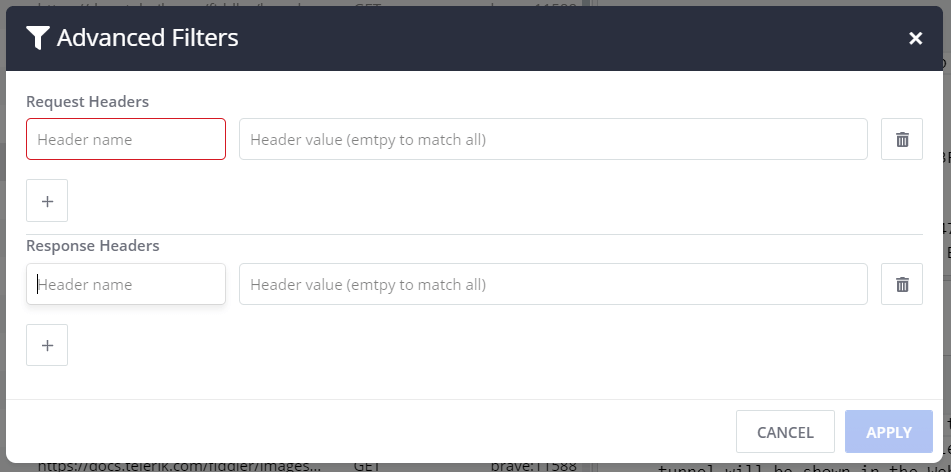 Advanced Filters
Request Headers
Header name
Header value (emtpy to match all)
+
Response Headers
Header name
Header value (emtpy to match all)
+
CANCEL
APPLY
https://docs.telerik.com/fiddler/images... GET brave:11588
tunnel will be shown in the